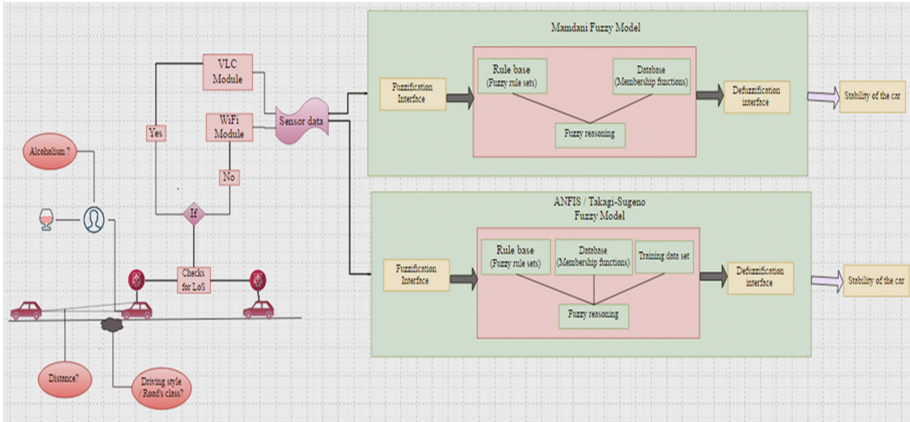 Mamdani Fuzzy Model
VLC
Module
Yes
WiFi
Module
No
If
Sensor data
Alcoholism ?
Checks
for LoS
Distance?
Driving style
/ Road's class?
Fuzzification
Interface
Rule base
(Fuzzy rule sets)
Database
(Membership functions)
Fuzzy reasoning
Defuzzification
interface
Stability of the car
ANFIS / Takagi-Sugeno
Fuzzy Model
Fuzzification
Interface
Rule base
(Fuzzy rule sets)
Database
(Membership functions)
Training data set
Fuzzy reasoning
Defuzzification
interface
Stability of the car